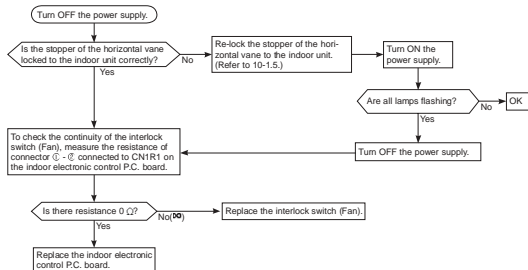 Turn OFF the power supply.
Is the stopper of the horizontal vane
locked to the indoor unit correctly?
No
Yes
Re-lock the stopper of the hori-
zontal vane to the indoor unit.
(Refer to 10-1.5.)
Turn ON the
power supply.
Are all lamps flashing?
No
OK
Yes
Turn OFF the power supply.
To check the continuity of the interlock
switch (Fan), measure the resistance of
connector ① - ② connected to CN1R1 on
the indoor electronic control P.C. board.
Is there resistance 0 Ω?
No(∞)
Replace the interlock switch (Fan).
Yes
Replace the indoor electronic
control P.C. board.